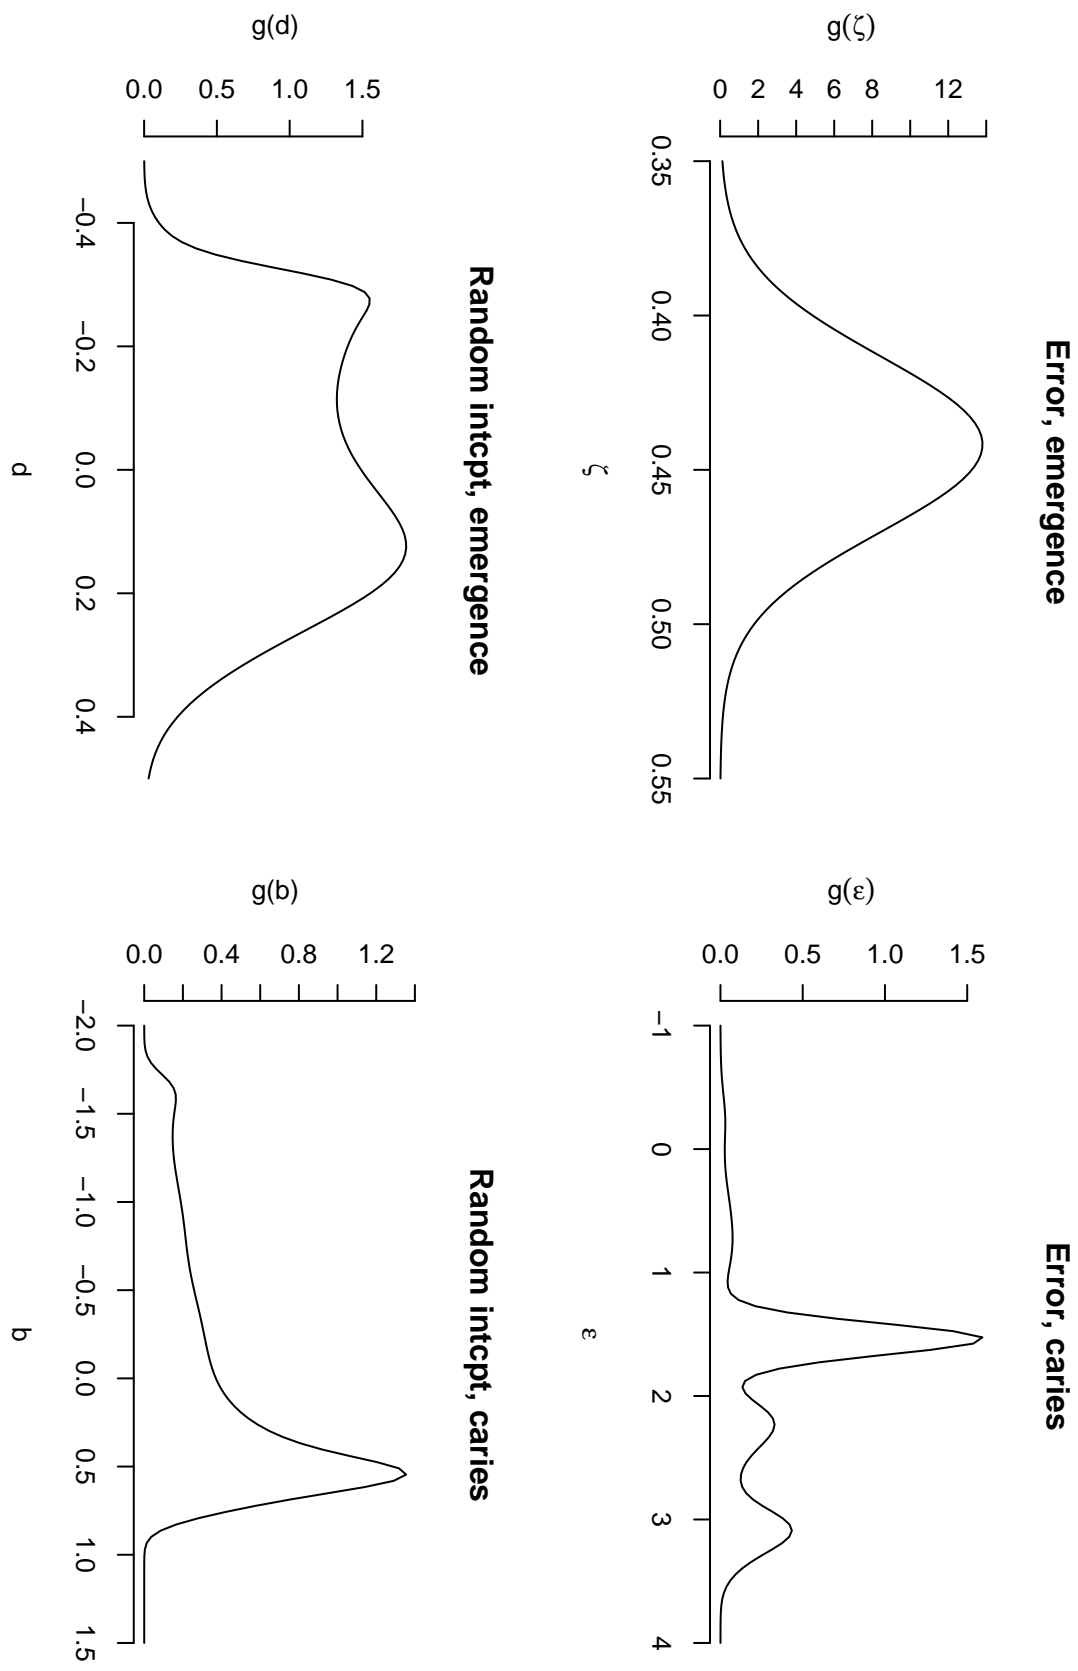 Error, emergence
g(ζ)
0 2 4 6 8 12
0.35 0.40 0.45 0.50 0.55
ζ
Error, caries
g(ε)
0.0 0.5 1.0 1.5
−1 0 1 2 3 4
ε
Random intcpt, emergence
g(d)
0.0 0.5 1.0 1.5
−0.4 −0.2 0.0 0.2 0.4
d
Random intcpt, caries
g(b)
0.0 0.4 0.8 1.2
−2.0 −1.5 −1.0 −0.5 0.0 0.5 1.0 1.5
b